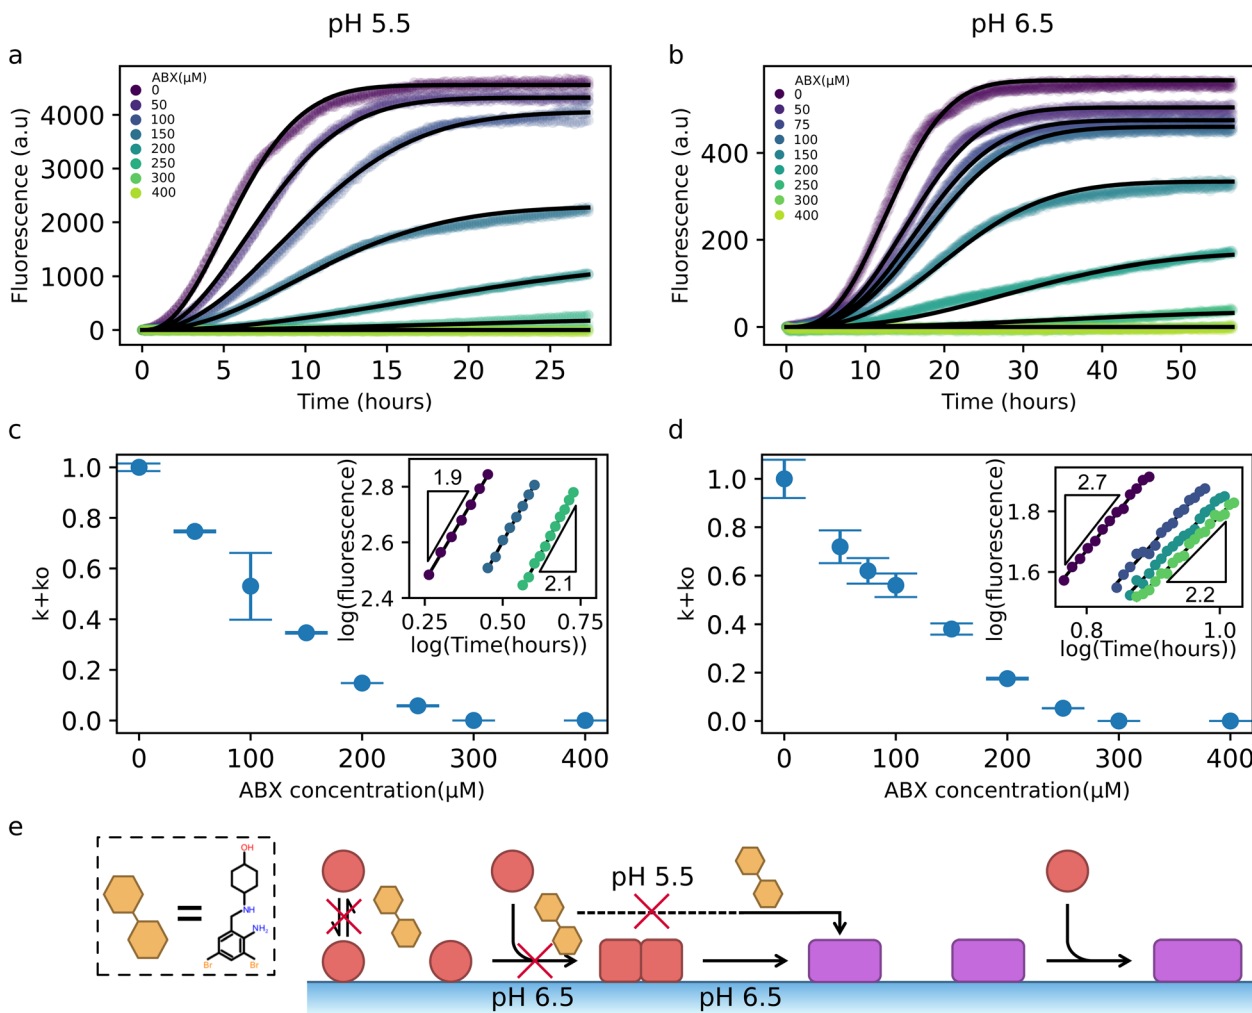 pH 5.5
pH 6.5
a
b
ABX(μM)
0
50
100
150
200
250
300
400
Fluorescence (a.u)
4000
3000
2000
1000
0
0 5 10 15 20 25
Time (hours)
ABX(μM)
0
50
75
100
150
200
250
300
400
Fluorescence (a.u)
400
200
0
0 10 20 30 40 50
Time (hours)
c
d
k+ko
1.0
0.8
0.6
0.4
0.2
0.0
0 100 200 300 400
ABX concentration(μM)
log(fluorescence)
2.8
2.6
2.4
1.9
2.1
0.25 0.50 0.75
log(Time(hours))
k+ko
1.0
0.8
0.6
0.4
0.2
0.0
0 100 200 300 400
ABX concentration(μM)
log(fluorescence)
1.8
1.6
2.7
2.2
0.8 1.0
log(Time(hours))
e
OH
NH
NH₂
Br
Br
=
pH 5.5
pH 6.5
pH 6.5